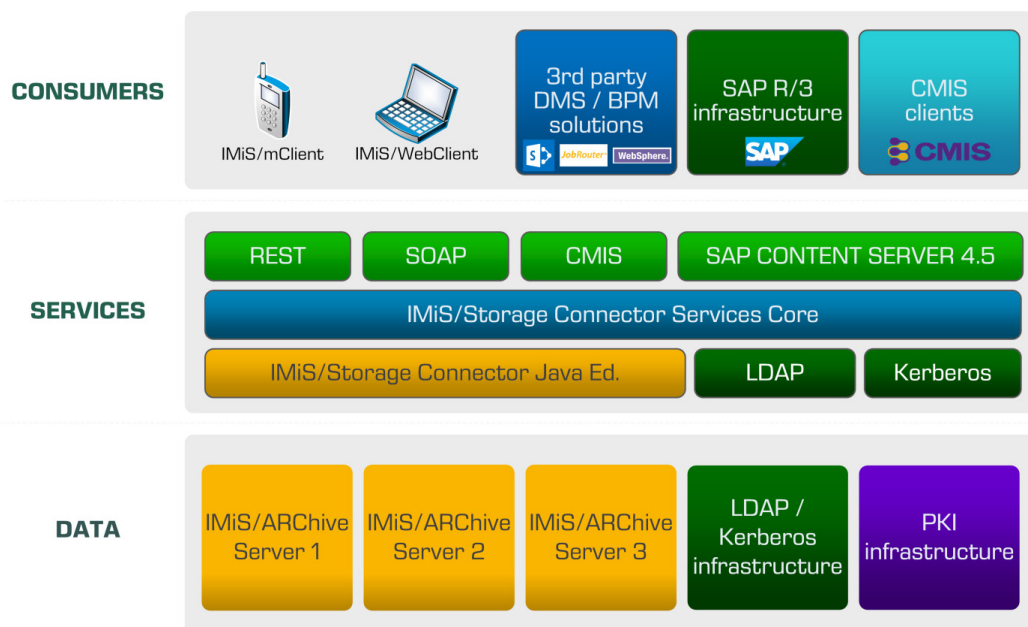 CONSUMERS
IMiS/mClient
IMiS/WebClient
3rd party
DMS / BPM
solutions
S
JobRouter
WebSphere.
SAP R/3
infrastructure
SAP
CMIS
clients
CMIS
SERVICES
REST
SOAP
CMIS
SAP CONTENT SERVER 4.5
IMiS/Storage Connector Services Core
IMiS/Storage Connector Java Ed.
LDAP
Kerberos
DATA
IMiS/ARChive
Server 1
IMiS/ARChive
Server 2
IMiS/ARChive
Server 3
LDAP /
Kerberos
infrastructure
PKI
infrastructure